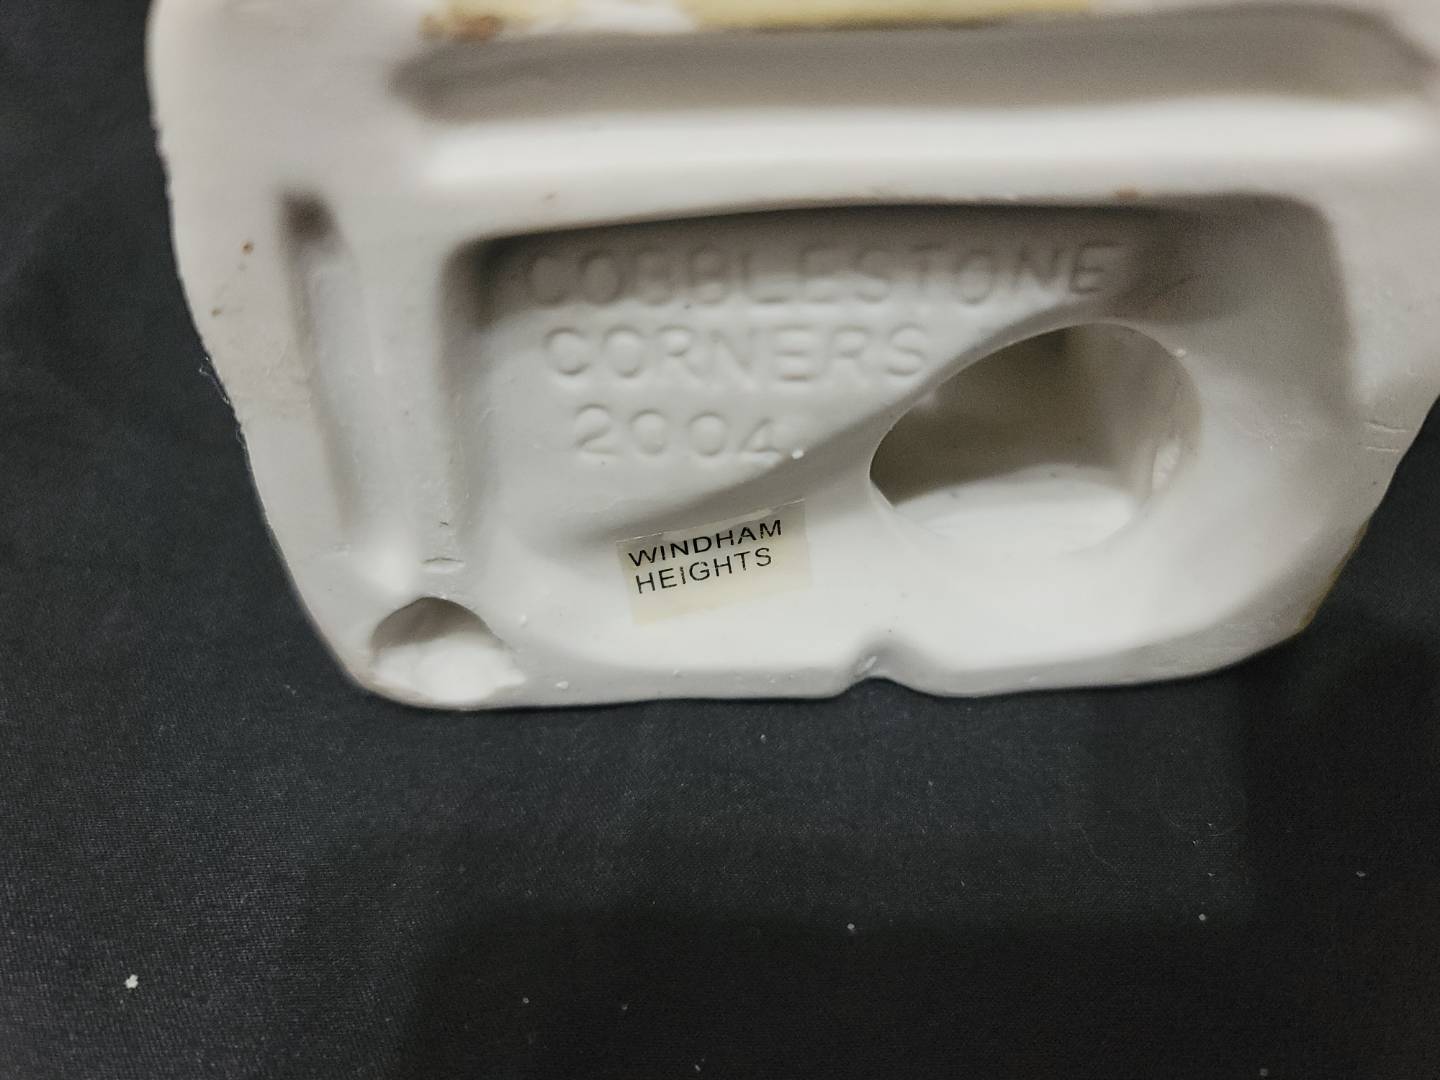 COBBLESTONE
CORNERS
2004
WINDHAM
HEIGHTS